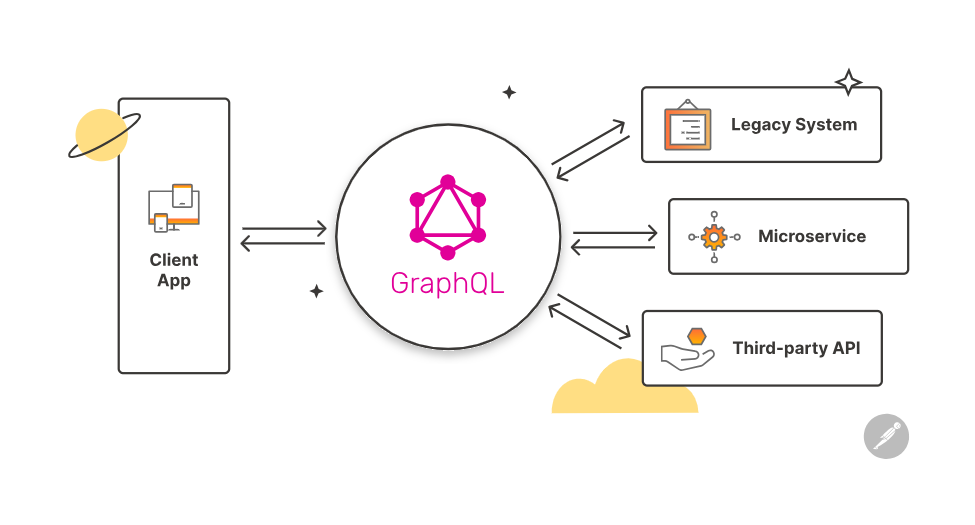 Client
App
GraphQL
Legacy System
Microservice
Third-party API